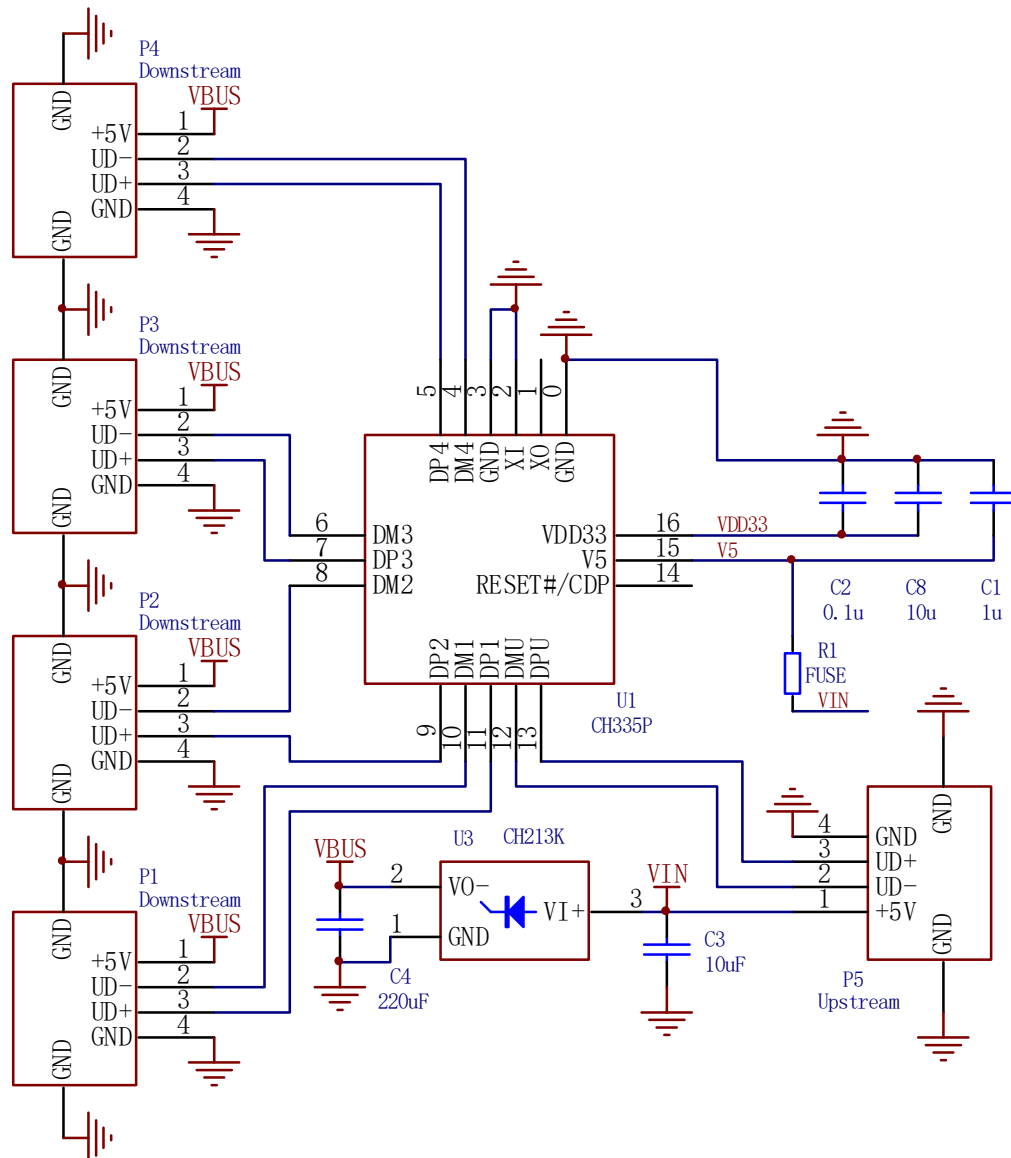 P4
Downstream
VBUS
GND
+5V 1
UD- 2
UD+ 3
GND 4
GND
P3
Downstream
VBUS
GND
+5V 1
UD- 2
UD+ 3
GND 4
GND
P2
Downstream
VBUS
GND
+5V 1
UD- 2
UD+ 3
GND 4
GND
P1
Downstream
VBUS
GND
+5V 1
UD- 2
UD+ 3
GND 4
GND
5 4 3 2 1 0
DP4 DM4 GND XI XO GND
6 DM3
7 DP3
8 DM2
VDD33 16 VDD33
V5 15 V5
RESET#/CDP 14
DP2 DM1 DP1 DMU DPU
9 10 11 12 13
U1
CH335P
C2
0.1u
C8
10u
C1
1u
R1
FUSE
VIN
U3 CH213K
VBUS
2 VO-
1 GND
VI+ 3
C4
220uF
VIN
C3
10uF
GND
4 GND
3 UD+
2 UD-
1 +5V
GND
P5
Upstream